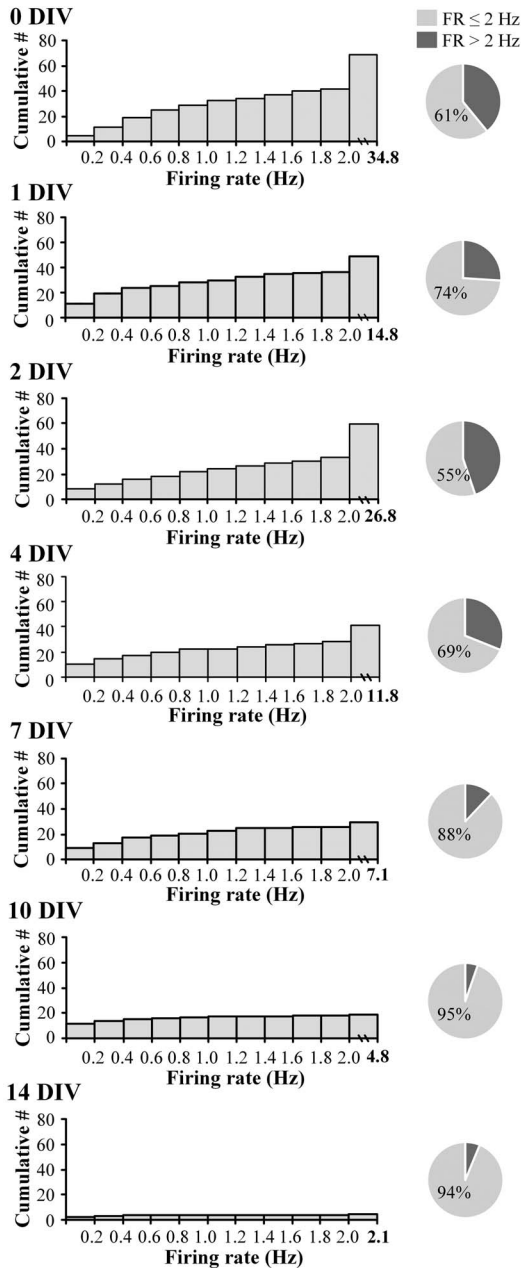 0 DIV
FR ≤ 2 Hz
FR > 2 Hz
Cumulative #
80
60
40
20
0
0.2 0.4 0.6 0.8 1.0 1.2 1.4 1.6 1.8 2.0 34.8
Firing rate (Hz)
61%
1 DIV
Cumulative #
80
60
40
20
0
0.2 0.4 0.6 0.8 1.0 1.2 1.4 1.6 1.8 2.0 14.8
Firing rate (Hz)
74%
2 DIV
Cumulative #
80
60
40
20
0
0.2 0.4 0.6 0.8 1.0 1.2 1.4 1.6 1.8 2.0 26.8
Firing rate (Hz)
55%
4 DIV
Cumulative #
80
60
40
20
0
0.2 0.4 0.6 0.8 1.0 1.2 1.4 1.6 1.8 2.0 11.8
Firing rate (Hz)
69%
7 DIV
Cumulative #
80
60
40
20
0
0.2 0.4 0.6 0.8 1.0 1.2 1.4 1.6 1.8 2.0 7.1
Firing rate (Hz)
88%
10 DIV
Cumulative #
80
60
40
20
0
0.2 0.4 0.6 0.8 1.0 1.2 1.4 1.6 1.8 2.0 4.8
Firing rate (Hz)
95%
14 DIV
Cumulative #
80
60
40
20
0
0.2 0.4 0.6 0.8 1.0 1.2 1.4 1.6 1.8 2.0 2.1
Firing rate (Hz)
94%